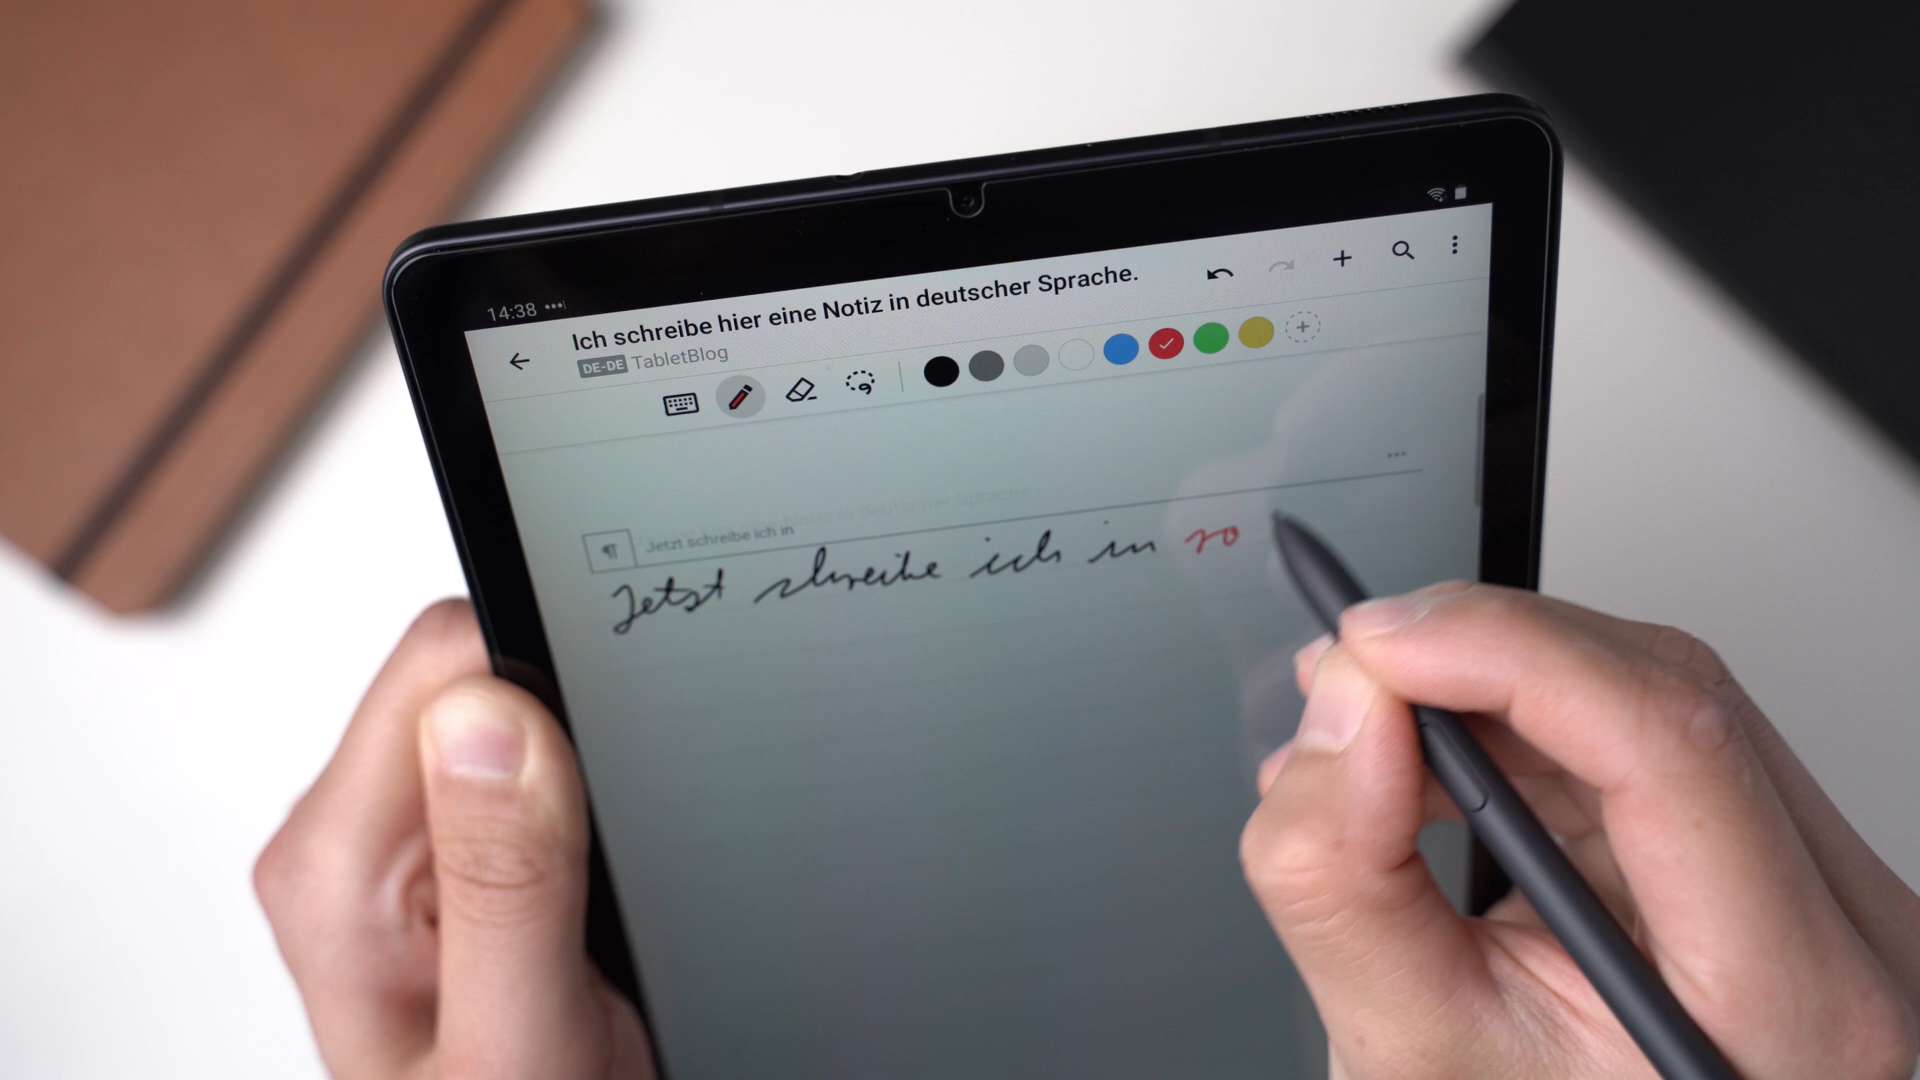 14:38
Ich schreibe hier eine Notiz in deutscher Sprache.
DE-DE TabletBlog
Jetzt schreibe ich in
Jetzt schreibe ich in ro